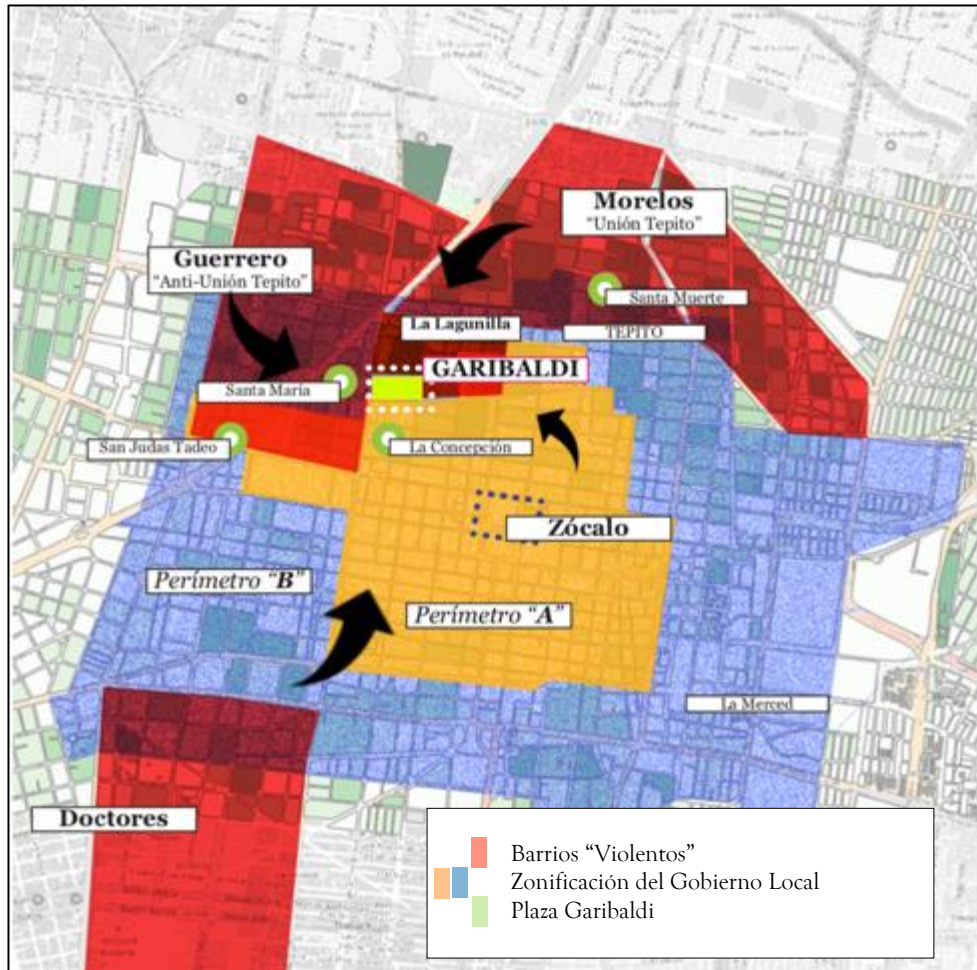 Morelos
"Unión Tepito"
Guerrero
"Anti-Unión Tepito"
Santa Muerte
La Lagunilla
TEPITO
GARIBALDI
Santa María
San Judas Tadeo
La Concepción
Zócalo
Perímetro "B"
Perímetro "A"
La Merced
Doctores
Barrios "Violentos"
Zonificación del Gobierno Local
Plaza Garibaldi